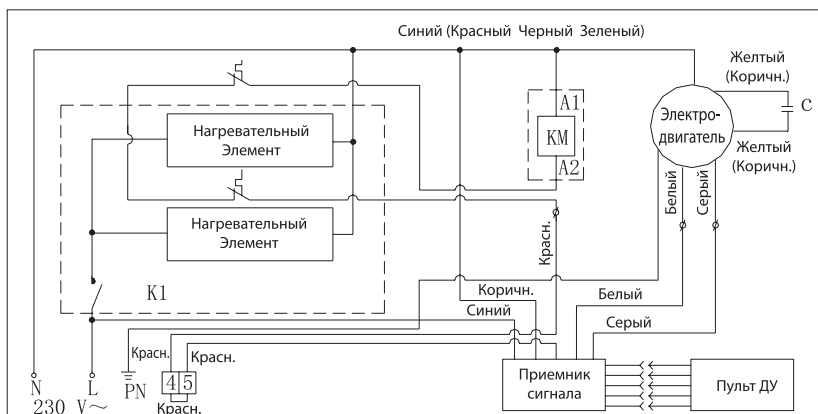 Синий (Красный Черный Зеленый)
Желтый
(Коричн.)
A1
KM
A2
Электро-
двигатель
C
Нагревательный
Элемент
Желтый
(Коричн.)
Белый
Серый
Нагревательный
Элемент
Красн.
K1
Коричн.
Белый
Синий
Серый
Красн.
Красн.
N
L
PN
4 5
Приемник
сигнала
Пульт ДУ
230 V~
Красн.